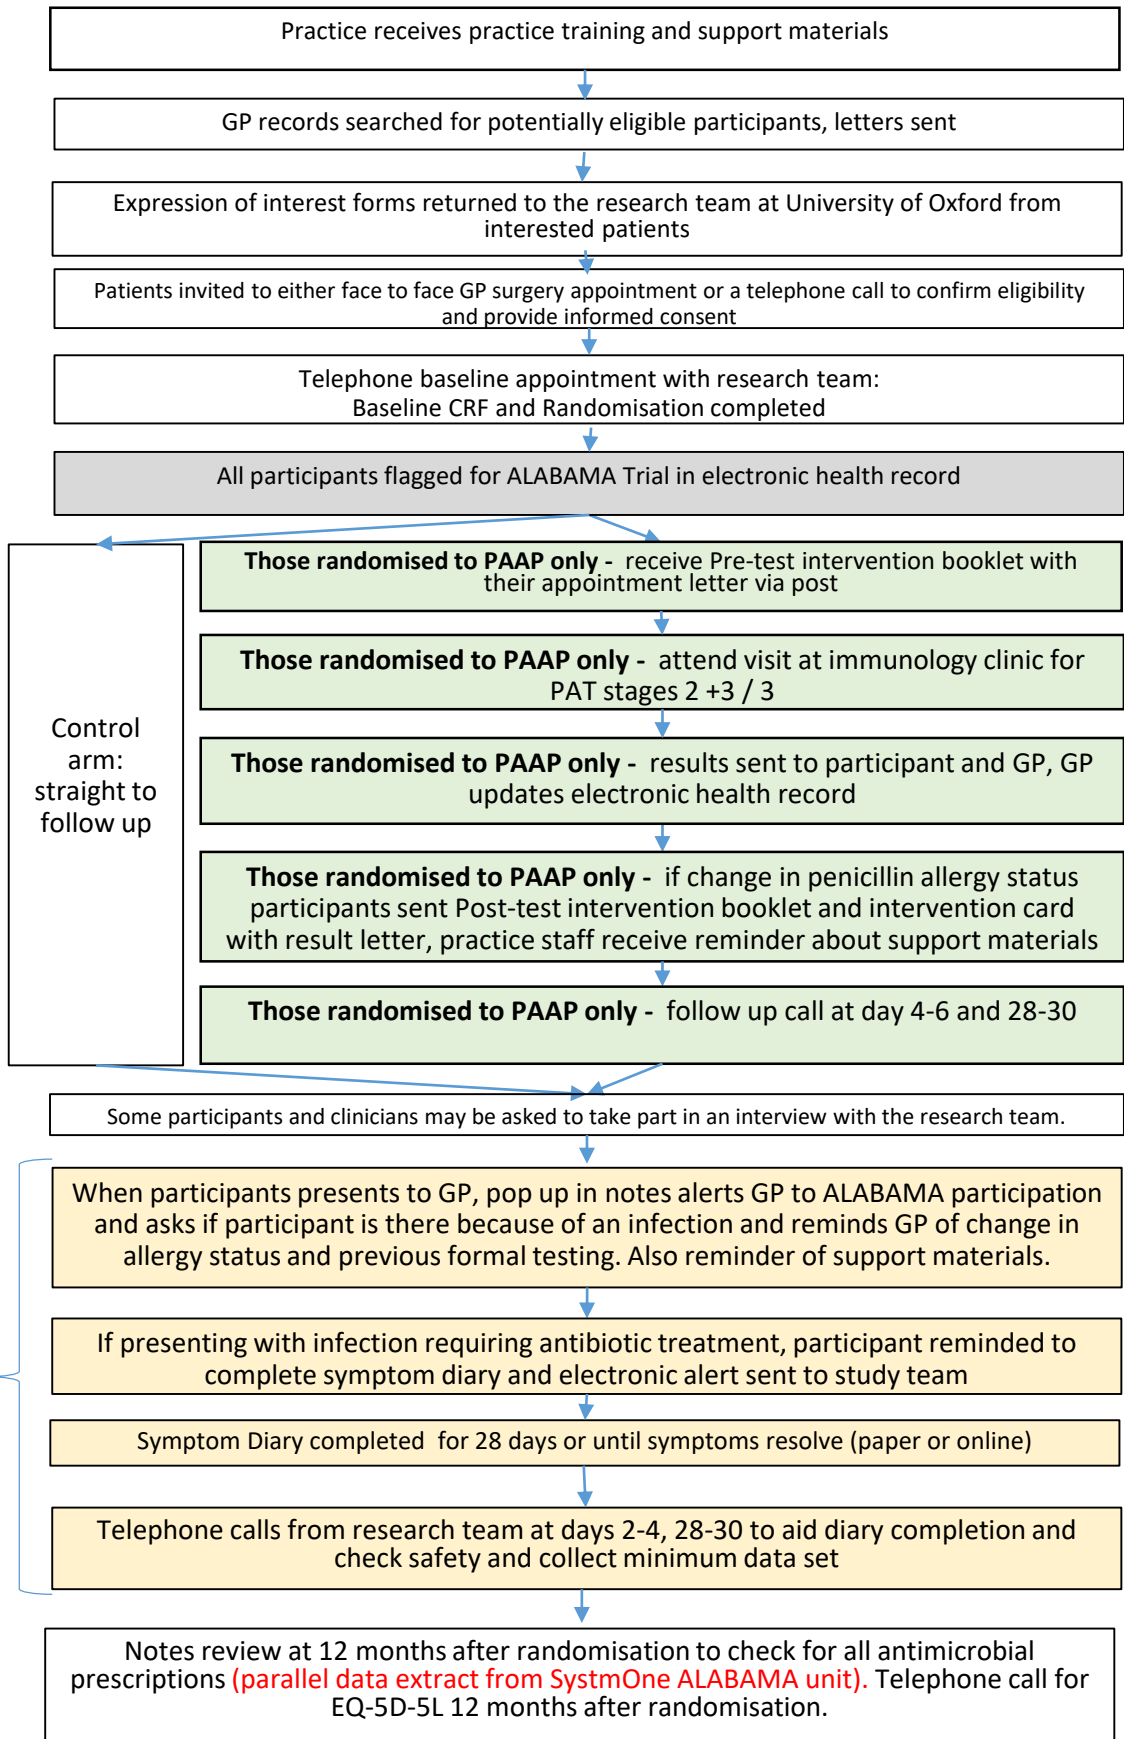 Practice receives practice training and support materials
GP records searched for potentially eligible participants, letters sent
Expression of interest forms returned to the research team at University of Oxford from
interested patients
Patients invited to either face to face GP surgery appointment or a telephone call to confirm eligibility
and provide informed consent
Telephone baseline appointment with research team:
Baseline CRF and Randomisation completed
All participants flagged for ALABAMA Trial in electronic health record
Control
arm:
straight to
follow up
Those randomised to PAAP only - receive Pre-test intervention booklet with
their appointment letter via post
Those randomised to PAAP only - attend visit at immunology clinic for
PAT stages 2 +3 / 3
Those randomised to PAAP only - results sent to participant and GP, GP
updates electronic health record
Those randomised to PAAP only - if change in penicillin allergy status
participants sent Post-test intervention booklet and intervention card
with result letter, practice staff receive reminder about support materials
Those randomised to PAAP only - follow up call at day 4-6 and 28-30
Some participants and clinicians may be asked to take part in an interview with the research team.
When participants presents to GP, pop up in notes alerts GP to ALABAMA participation
and asks if participant is there because of an infection and reminds GP of change in
allergy status and previous formal testing. Also reminder of support materials.
If presenting with infection requiring antibiotic treatment, participant reminded to
complete symptom diary and electronic alert sent to study team
Symptom Diary completed for 28 days or until symptoms resolve (paper or online)
Telephone calls from research team at days 2-4, 28-30 to aid diary completion and
check safety and collect minimum data set
Notes review at 12 months after randomisation to check for all antimicrobial
prescriptions (parallel data extract from SystmOne ALABAMA unit). Telephone call for
EQ-5D-5L 12 months after randomisation.